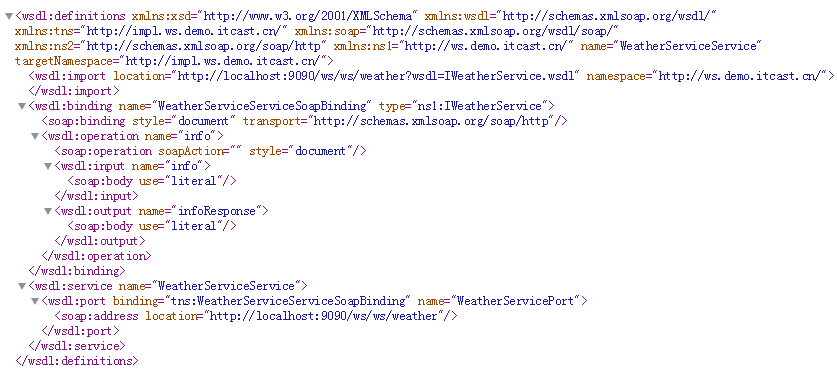 <wsdl:definitions xmlns:xsd="http://www.w3.org/2001/XMLSchema" xmlns:wsdl="http://schemas.xmlsoap.org/wsdl/"
xmlns:tns="http://impl.ws.demo.itcast.cn/" xmlns:soap="http://schemas.xmlsoap.org/wsdl/soap/"
xmlns:ns2="http://schemas.xmlsoap.org/soap/http" xmlns:ns1="http://ws.demo.itcast.cn/" name="WeatherServiceService"
targetNamespace="http://impl.ws.demo.itcast.cn/">
<wsdl:import location="http://localhost:9090/ws/ws/weather?wsdl=IWeatherService.wsdl" namespace="http://ws.demo.itcast.cn/">
</wsdl:import>
<wsdl:binding name="WeatherServiceServiceSoapBinding" type="ns1:IWeatherService">
<soap:binding style="document" transport="http://schemas.xmlsoap.org/soap/http"/>
<wsdl:operation name="info">
<soap:operation soapAction="" style="document"/>
<wsdl:input name="info">
<soap:body use="literal"/>
</wsdl:input>
<wsdl:output name="infoResponse">
<soap:body use="literal"/>
</wsdl:output>
</wsdl:operation>
</wsdl:binding>
<wsdl:service name="WeatherServiceService">
<wsdl:port binding="tns:WeatherServiceServiceSoapBinding" name="WeatherServicePort">
<soap:address location="http://localhost:9090/ws/ws/weather"/>
</wsdl:port>
</wsdl:service>
</wsdl:definitions>